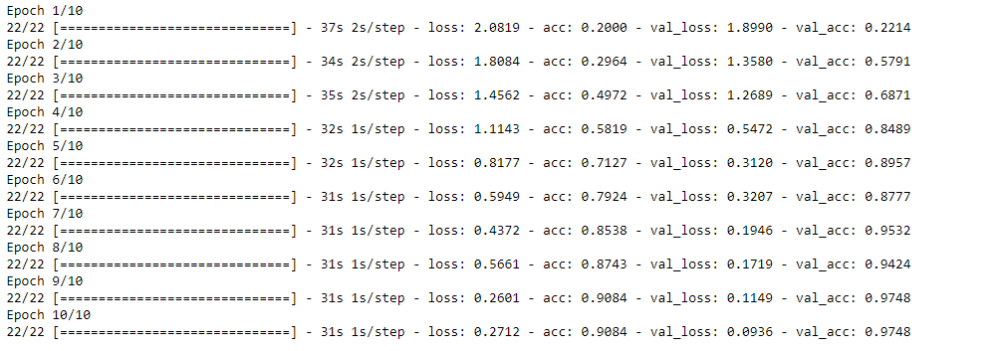 Epoch 1/10
22/22 [==============================] - 37s 2s/step - loss: 2.0819 - acc: 0.2000 - val_loss: 1.8990 - val_acc: 0.2214
Epoch 2/10
22/22 [==============================] - 34s 2s/step - loss: 1.8084 - acc: 0.2964 - val_loss: 1.3580 - val_acc: 0.5791
Epoch 3/10
22/22 [==============================] - 35s 2s/step - loss: 1.4562 - acc: 0.4972 - val_loss: 1.2689 - val_acc: 0.6871
Epoch 4/10
22/22 [==============================] - 32s 1s/step - loss: 1.1143 - acc: 0.5819 - val_loss: 0.5472 - val_acc: 0.8489
Epoch 5/10
22/22 [==============================] - 32s 1s/step - loss: 0.8177 - acc: 0.7127 - val_loss: 0.3120 - val_acc: 0.8957
Epoch 6/10
22/22 [==============================] - 31s 1s/step - loss: 0.5949 - acc: 0.7924 - val_loss: 0.3207 - val_acc: 0.8777
Epoch 7/10
22/22 [==============================] - 31s 1s/step - loss: 0.4372 - acc: 0.8538 - val_loss: 0.1946 - val_acc: 0.9532
Epoch 8/10
22/22 [==============================] - 31s 1s/step - loss: 0.5661 - acc: 0.8743 - val_loss: 0.1719 - val_acc: 0.9424
Epoch 9/10
22/22 [==============================] - 31s 1s/step - loss: 0.2601 - acc: 0.9084 - val_loss: 0.1149 - val_acc: 0.9748
Epoch 10/10
22/22 [==============================] - 31s 1s/step - loss: 0.2712 - acc: 0.9084 - val_loss: 0.0936 - val_acc: 0.9748